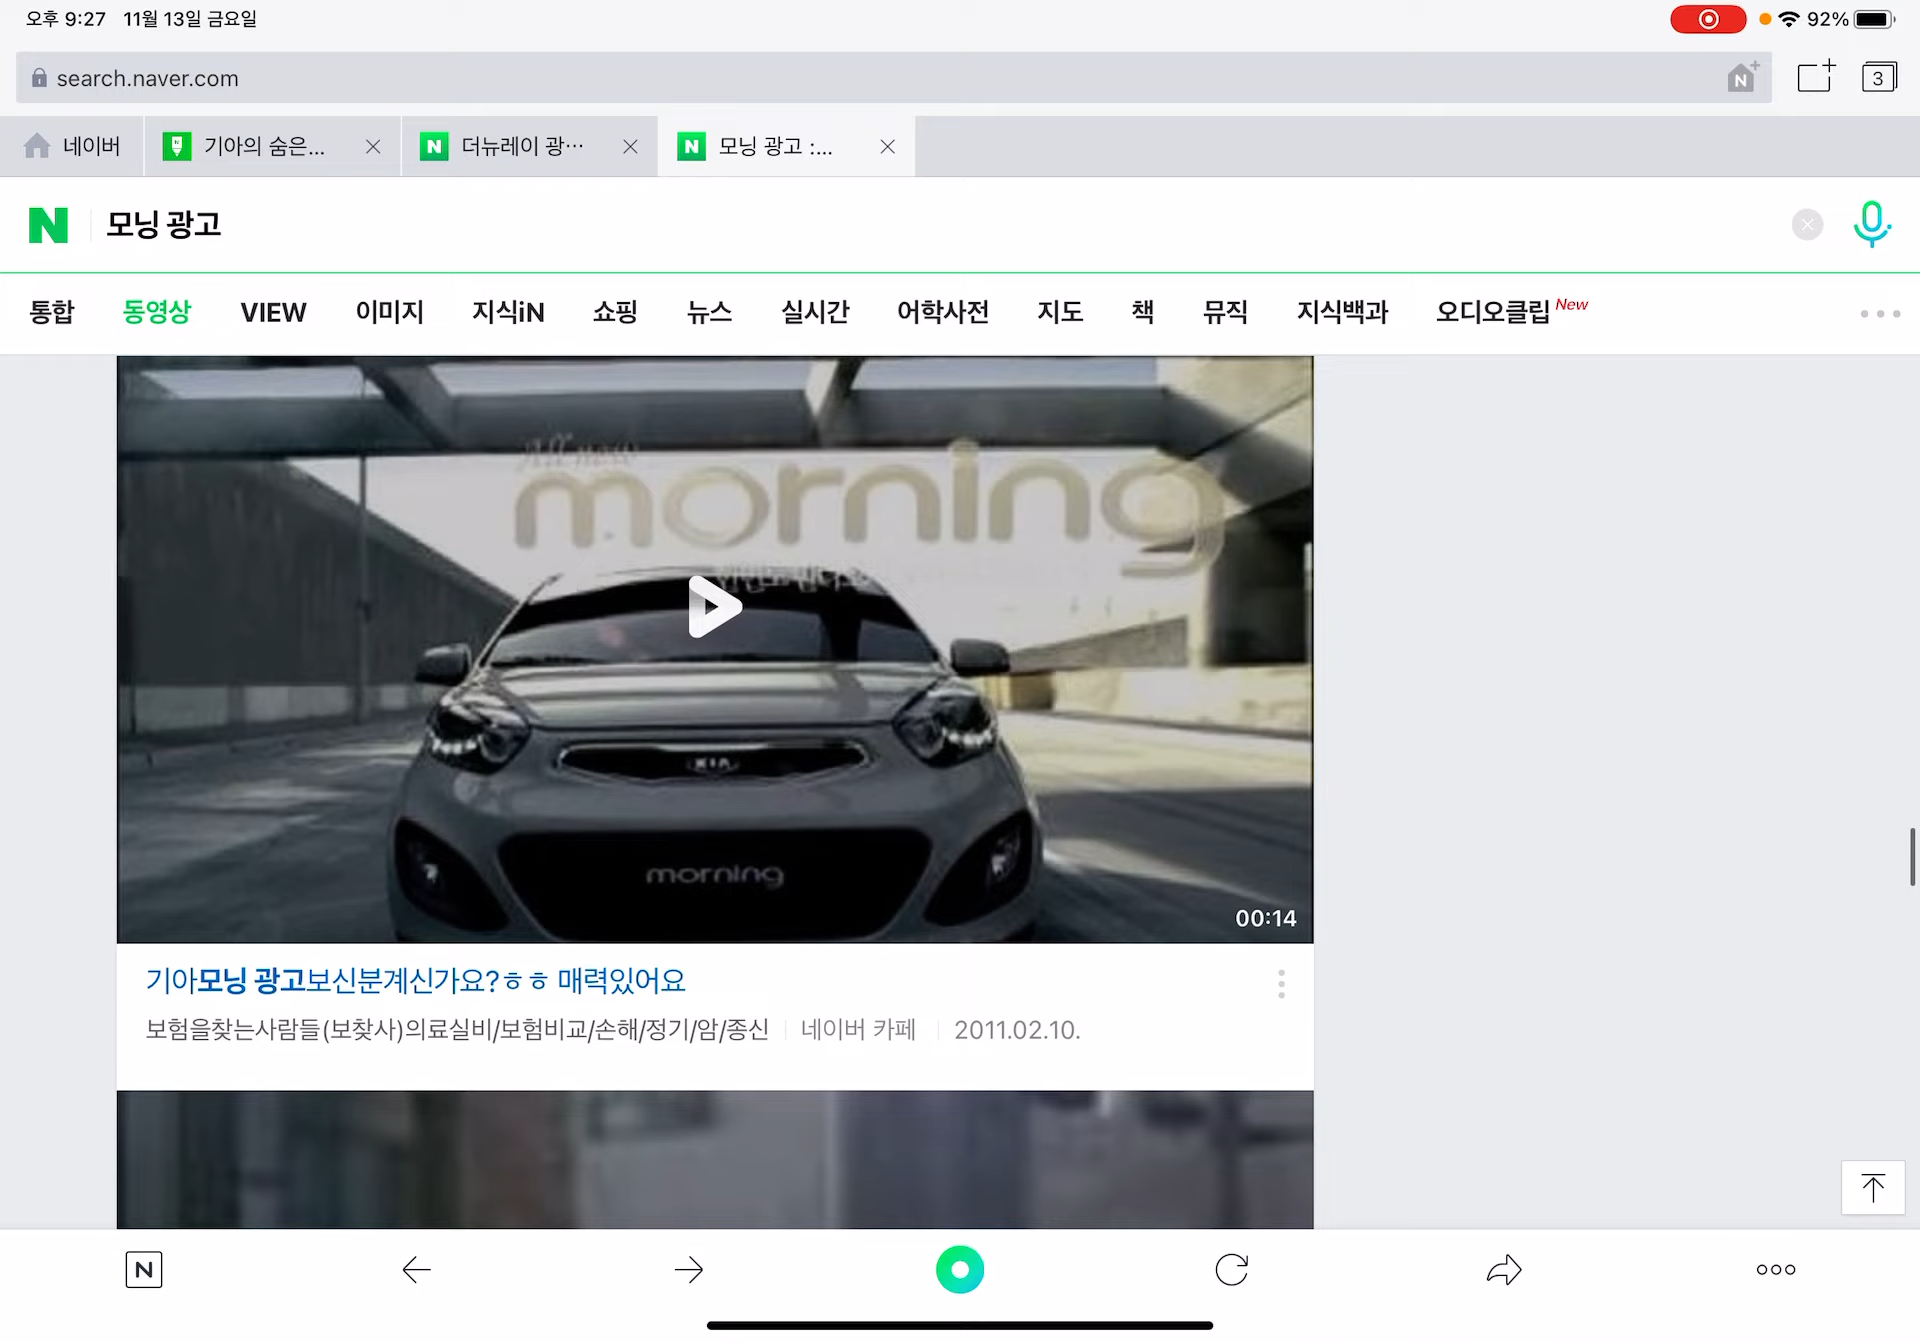 오후 9:27 11월 13일 금요일
92%
search.naver.com
N
3
네이버
기아의 숨은...
N 더뉴레이 광...
N 모닝 광고 :...
N 모닝 광고
통합 동영상 VIEW 이미지 지식iN 쇼핑 뉴스 실시간 어학사전 지도 책 뮤직 지식백과 오디오클립 New
All new
morning
KIA
morning
00:14
기아모닝 광고보신분계신가요?ㅎㅎ 매력있어요
보험을찾는사람들(보찾사)의료실비/보험비교/손해/정기/암/종신 네이버 카페 2011.02.10.
N